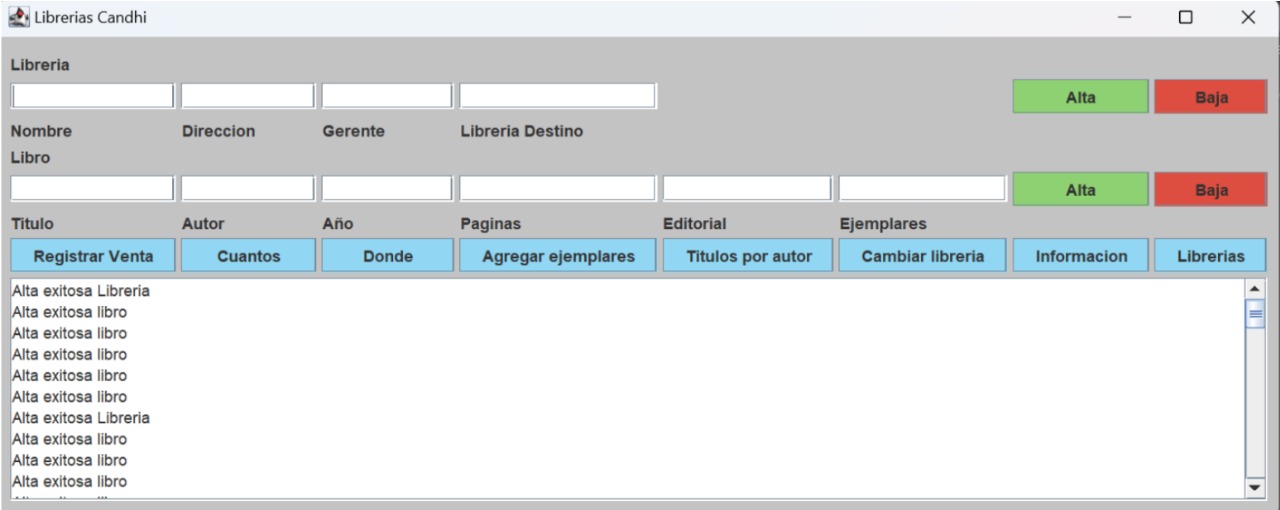 Librerias Candhi
Libreria
Alta Baja
Nombre Direccion Gerente Libreria Destino
Libro
Alta Baja
Titulo Autor Año Paginas Editorial Ejemplares
Registrar Venta Cuantos Donde Agregar ejemplares Titulos por autor Cambiar libreria Informacion Librerias
Alta exitosa Libreria
Alta exitosa libro
Alta exitosa libro
Alta exitosa libro
Alta exitosa libro
Alta exitosa libro
Alta exitosa Libreria
Alta exitosa libro
Alta exitosa libro
Alta exitosa libro